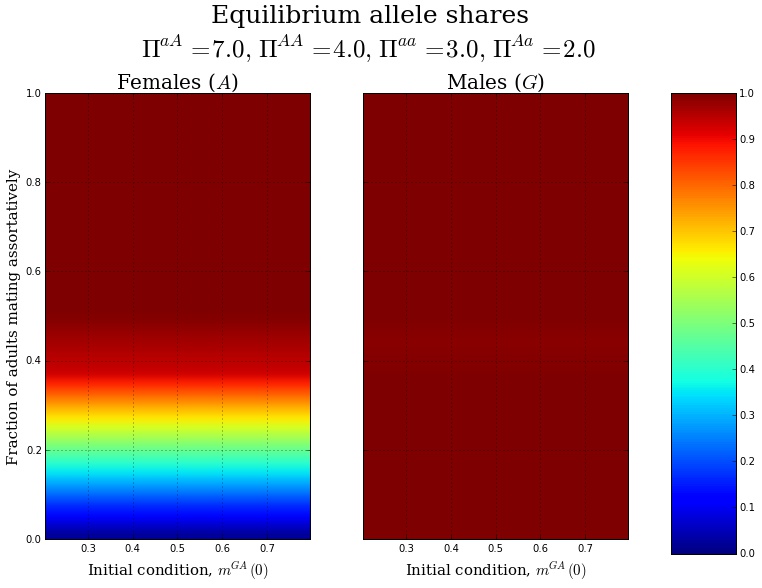 Equilibrium allele shares
Π^{aA} =7.0, Π^{AA} =4.0, Π^{aa} =3.0, Π^{Aa} =2.0
Females (A)
Males (G)
1.0
0.8
0.6
0.4
0.2
0.0
Fraction of adults mating assortatively
0.3 0.4 0.5 0.6 0.7
0.3 0.4 0.5 0.6 0.7
Initial condition, m^{GA}(0)
Initial condition, m^{GA}(0)
1.0
0.9
0.8
0.7
0.6
0.5
0.4
0.3
0.2
0.1
0.0